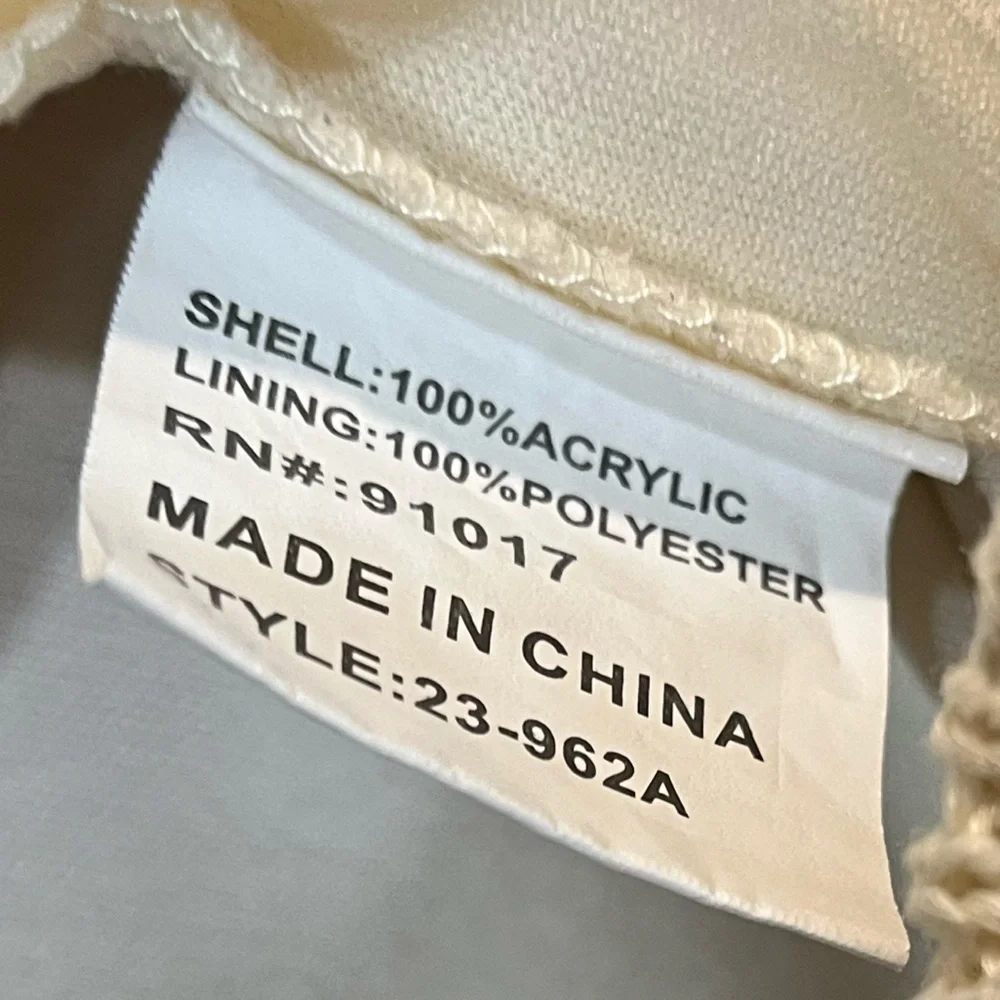 SHELL:100%ACRYLIC
LINING:100%POLYESTER
RN#:91017
MADE IN CHINA
STYLE:23-962A